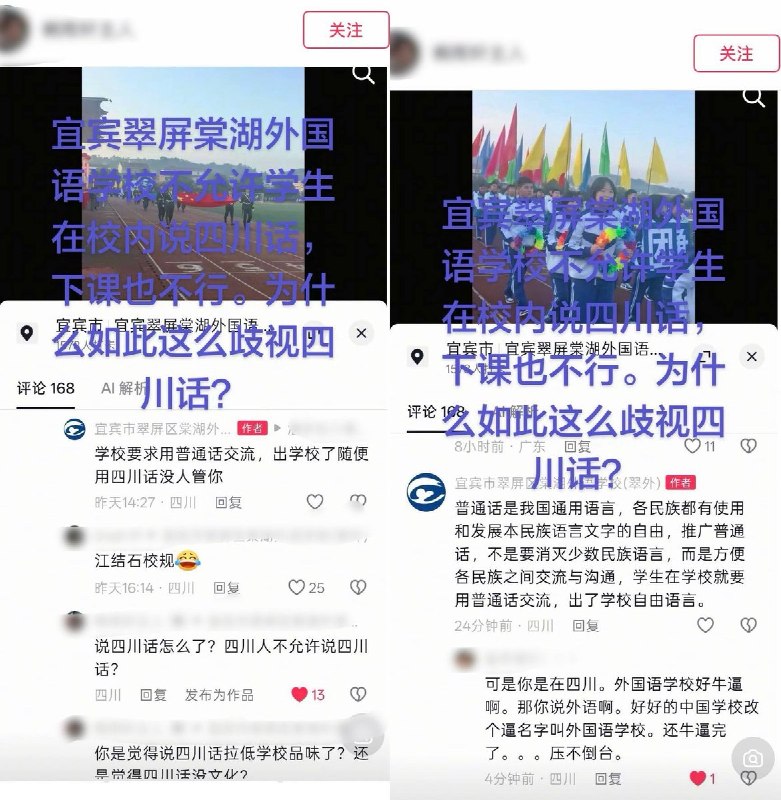 关注
宜宾翠屏棠湖外国
语学校不允许学生
在校内说四川话，
下课也不行。为什
么如此这么歧视四
川话？
宜宾市 | 宜宾翠屏棠湖外国语...
评论 168
AI 解析
宜宾市翠屏区棠湖外... 作者
学校要求用普通话交流，出学校了随便
用四川话没人管你
昨天14:27 · 四川 回复
江结石校规😂
昨天16:14 · 四川 回复 25
说四川话怎么了？四川人不允许说四川
话？
四川 回复 发布为作品 13
你是觉得说四川话拉低学校品味了？还
是觉得四川话没文化？
关注
宜宾翠屏棠湖外国
语学校不允许学生
在校内说四川话，
下课也不行。为什
么如此这么歧视四
川话？
宜宾市 | 宜宾翠屏棠湖外国语...
评论 168
8小时前 · 广东 回复 11
宜宾市翠屏区棠湖外国语学校(翠外) 作者
普通话是我国通用语言，各民族都有使用
和发展本民族语言文字的自由，推广普通
话，不是要消灭少数民族语言，而是方便
各民族之间交流与沟通，学生在学校就要
用普通话交流，出了学校自由语言。
24分钟前 · 四川 回复
可是你是在四川。外国语学校好牛逼
啊。那你说外语啊。好好的中国学校改
个逼名字叫外国语学校。还牛逼完
了。。。压不倒台。
4分钟前 · 四川 回复 1